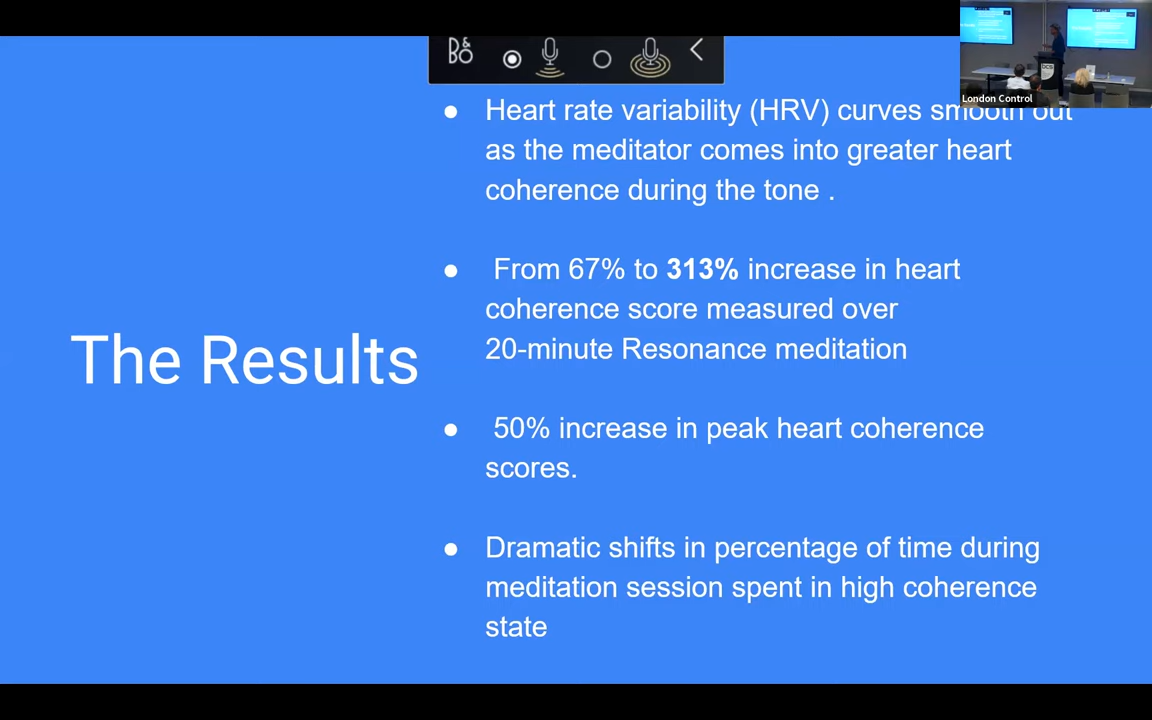 B&O
London Control
The Results
● Heart rate variability (HRV) curves smooth out
as the meditator comes into greater heart
coherence during the tone .
● From 67% to 313% increase in heart
coherence score measured over
20-minute Resonance meditation
● 50% increase in peak heart coherence
scores.
● Dramatic shifts in percentage of time during
meditation session spent in high coherence
state